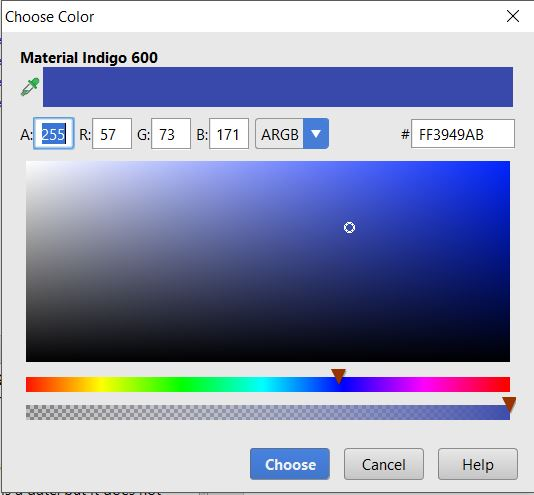 Choose Color
Material Indigo 600
A: 255 R: 57 G: 73 B: 171 ARGB # FF3949AB
Choose Cancel Help